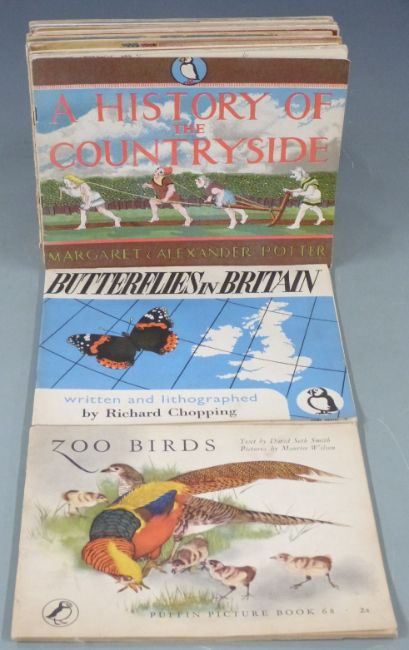 A HISTORY OF
THE
COUNTRYSIDE
MARGARET & ALEXANDER POTTER
BUTTERFLIES IN BRITAIN
written and lithographed
by Richard Chopping
ZOO BIRDS
Text by David Seth Smith
Pictures by Maurice Wilson
PUFFIN PICTURE BOOK 68 · 2s